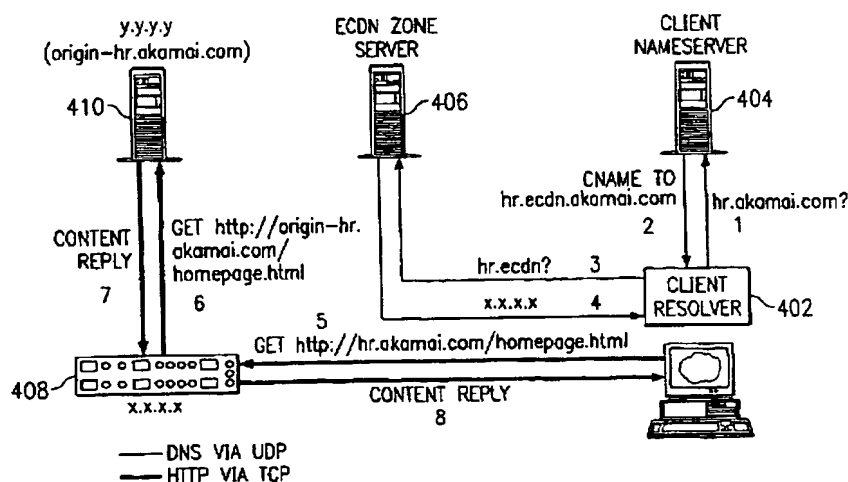 y.y.y.y
(origin-hr.akamai.com)
ECDN ZONE
SERVER
CLIENT
NAMESERVER
410
406
404
CNAME TO
hr.ecdn.akamai.com
2
hr.akamai.com?
1
CONTENT
REPLY
7
GET http://origin-hr.
akamai.com/
homepage.html
6
hr.ecdn? 3
x.x.x.x 4
CLIENT
RESOLVER
402
5
GET http://hr.akamai.com/homepage.html
408
x.x.x.x
CONTENT REPLY
8
DNS VIA UDP
HTTP VIA TCP